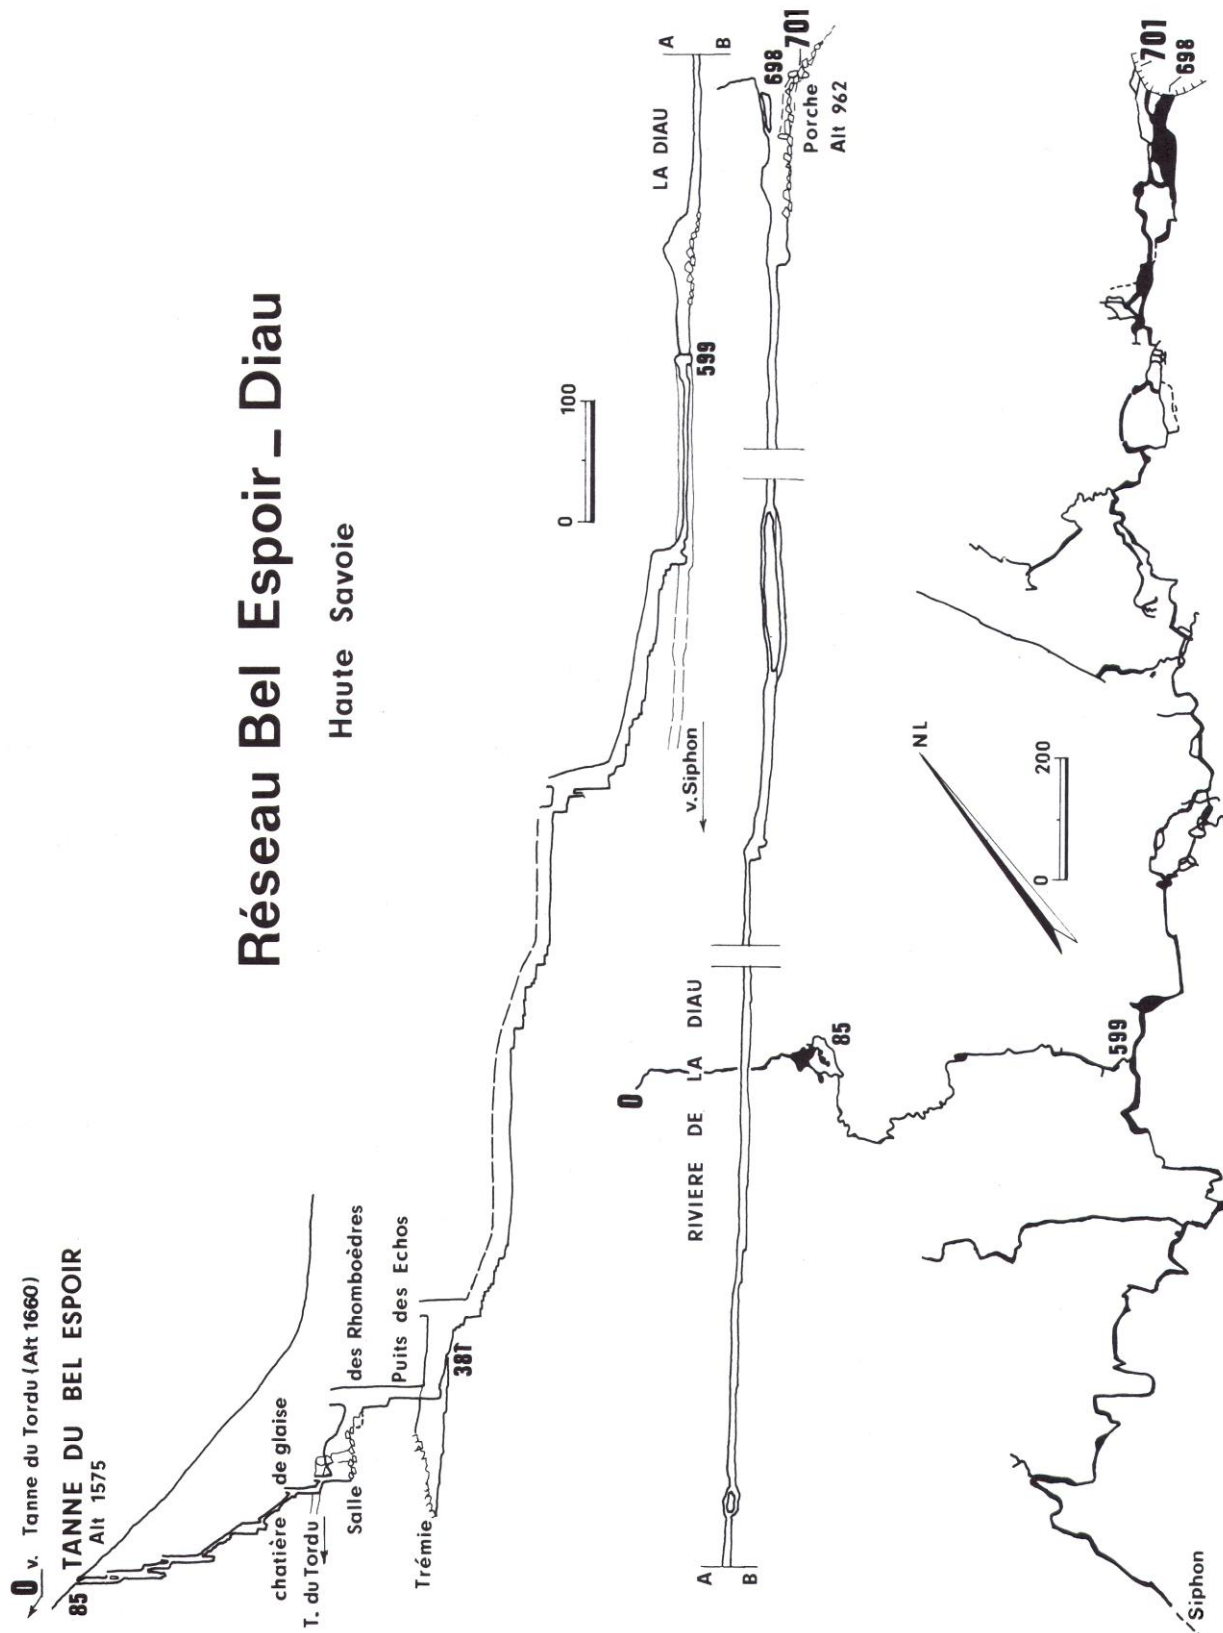 Réseau Bel Espoir _ Diau
Haute Savoie
0 v. Tanne du Tordu (Alt 1660)
85 TANNE DU BEL ESPOIR
Alt 1575
chatière de glaise
T. du Tordu
Salle des Rhomboèdres
Puits des Echos
Trémie
381
0 100
599
LA DIAU
A
B
v. Siphon
698
701
Porche
Alt 962
A
B
RIVIERE DE LA DIAU
0
85
599
NL
0 200
701
698
Siphon